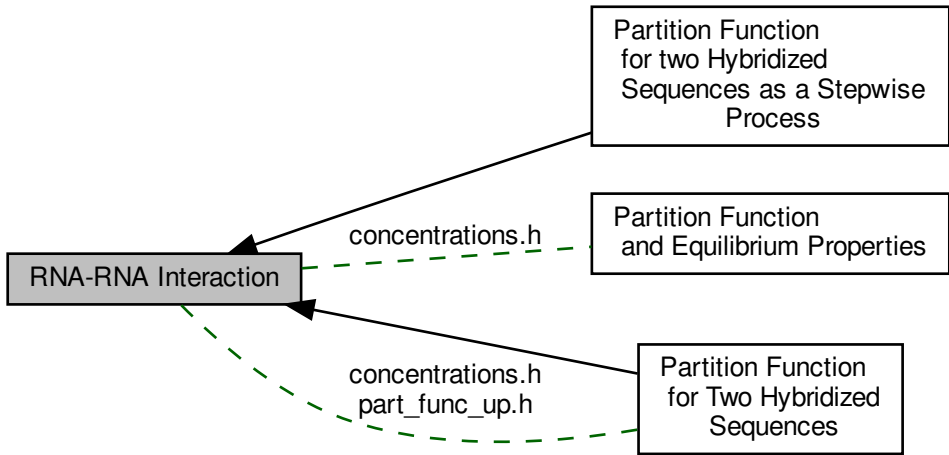 Partition Function
for two Hybridized
Sequences as a Stepwise
Process
concentrations.h
Partition Function
and Equilibrium Properties
RNA-RNA Interaction
concentrations.h
part_func_up.h
Partition Function
for Two Hybridized
Sequences